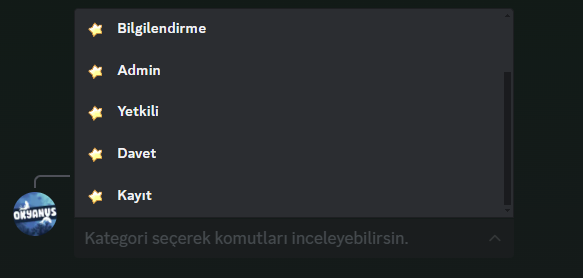 Bilgilendirme
Admin
Yetkili
Davet
Kayıt
OKYANUS
Kategori seçerek komutları inceleyebilirsin.